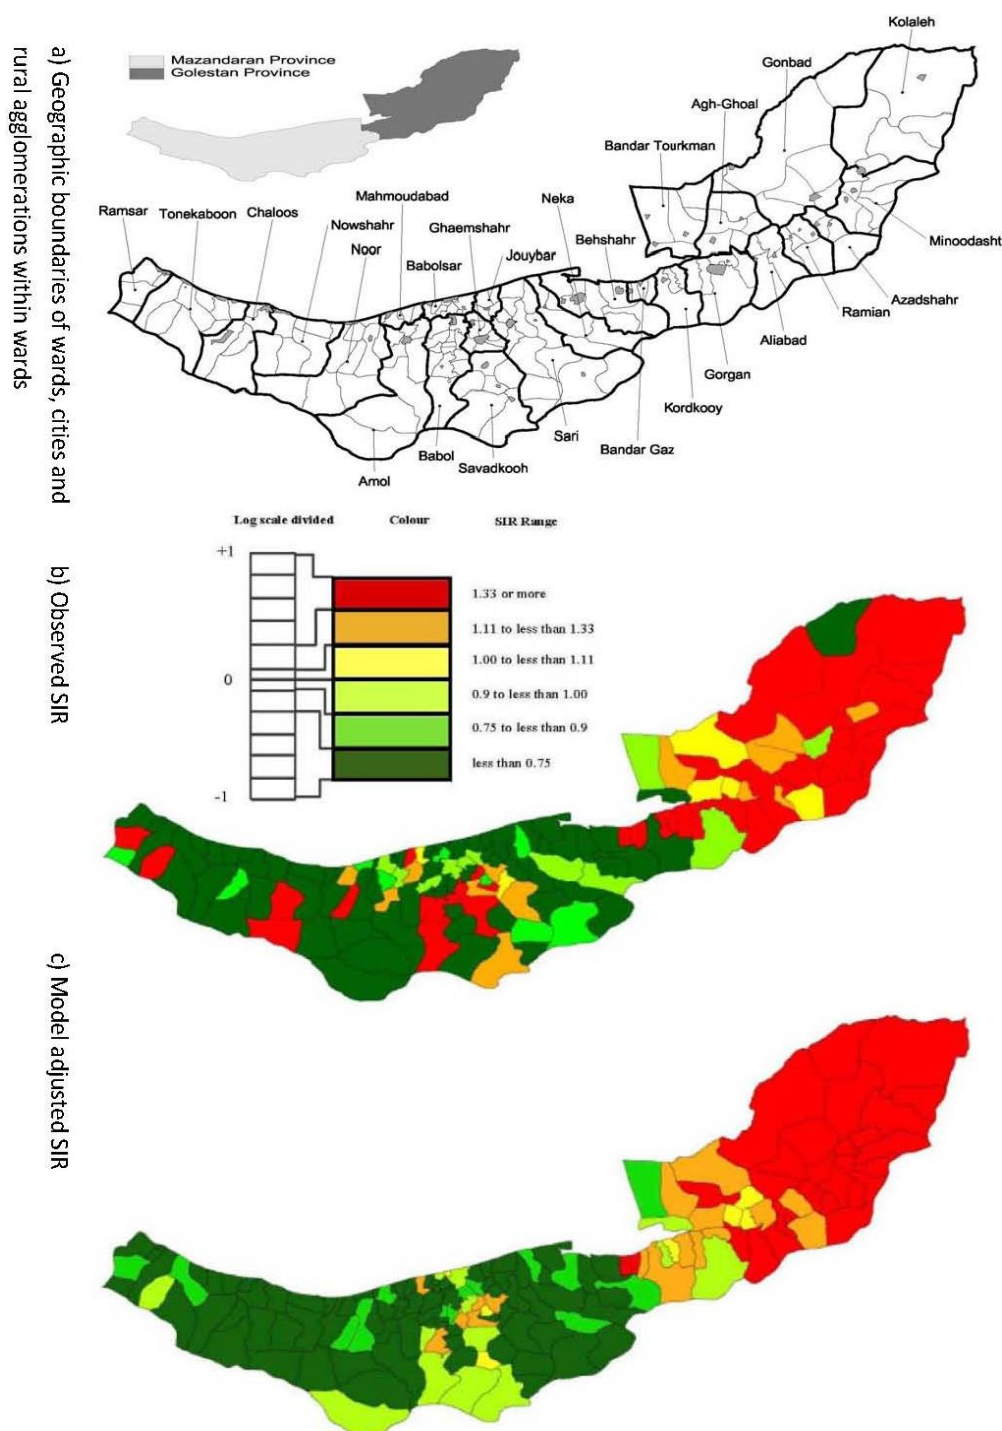 a) Geographic boundaries of wards, cities and
rural agglomerations within wards
Mazandaran Province
Golestan Province
Kolaleh
Gonbad
Agh-Ghoal
Bandar Tourkman
Mahmoudabad
Neka
Ramsar
Tonekaboon
Chaloos
Nowshahr
Ghaemshahr
Behshahr
Minoodasht
Noor
Jouybar
Babolsar
Azadshahr
Ramian
Aliabad
Gorgan
Kordkooy
Sari
Bandar Gaz
Babol
Savadkooh
Amol
b) Observed SIR
Log scale divided
Colour
SIR Range
+1
1.33 or more
1.11 to less than 1.33
1.00 to less than 1.11
0
0.9 to less than 1.00
0.75 to less than 0.9
less than 0.75
-1
c) Model adjusted SIR